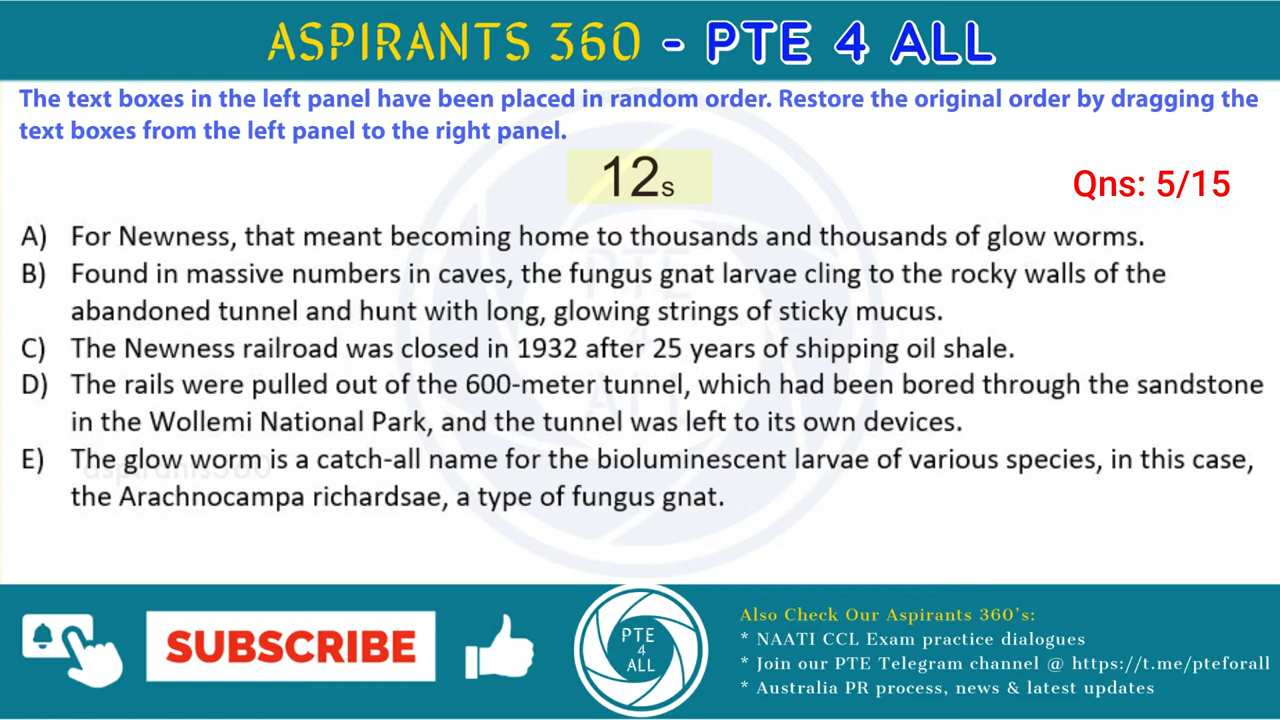 ASPIRANTS 360 - PTE 4 ALL
The text boxes in the left panel have been placed in random order. Restore the original order by dragging the
text boxes from the left panel to the right panel.
12s
Qns: 5/15
A) For Newness, that meant becoming home to thousands and thousands of glow worms.
B) Found in massive numbers in caves, the fungus gnat larvae cling to the rocky walls of the
abandoned tunnel and hunt with long, glowing strings of sticky mucus.
C) The Newness railroad was closed in 1932 after 25 years of shipping oil shale.
D) The rails were pulled out of the 600-meter tunnel, which had been bored through the sandstone
in the Wollemi National Park, and the tunnel was left to its own devices.
E) The glow worm is a catch-all name for the bioluminescent larvae of various species, in this case,
the Arachnocampa richardsae, a type of fungus gnat.
aspirants360
PTE
4
ALL
SUBSCRIBE
PTE
4
ALL
Also Check Our Aspirants 360's:
* NAATI CCL Exam practice dialogues
* Join our PTE Telegram channel @ https://t.me/pteforall
* Australia PR process, news & latest updates